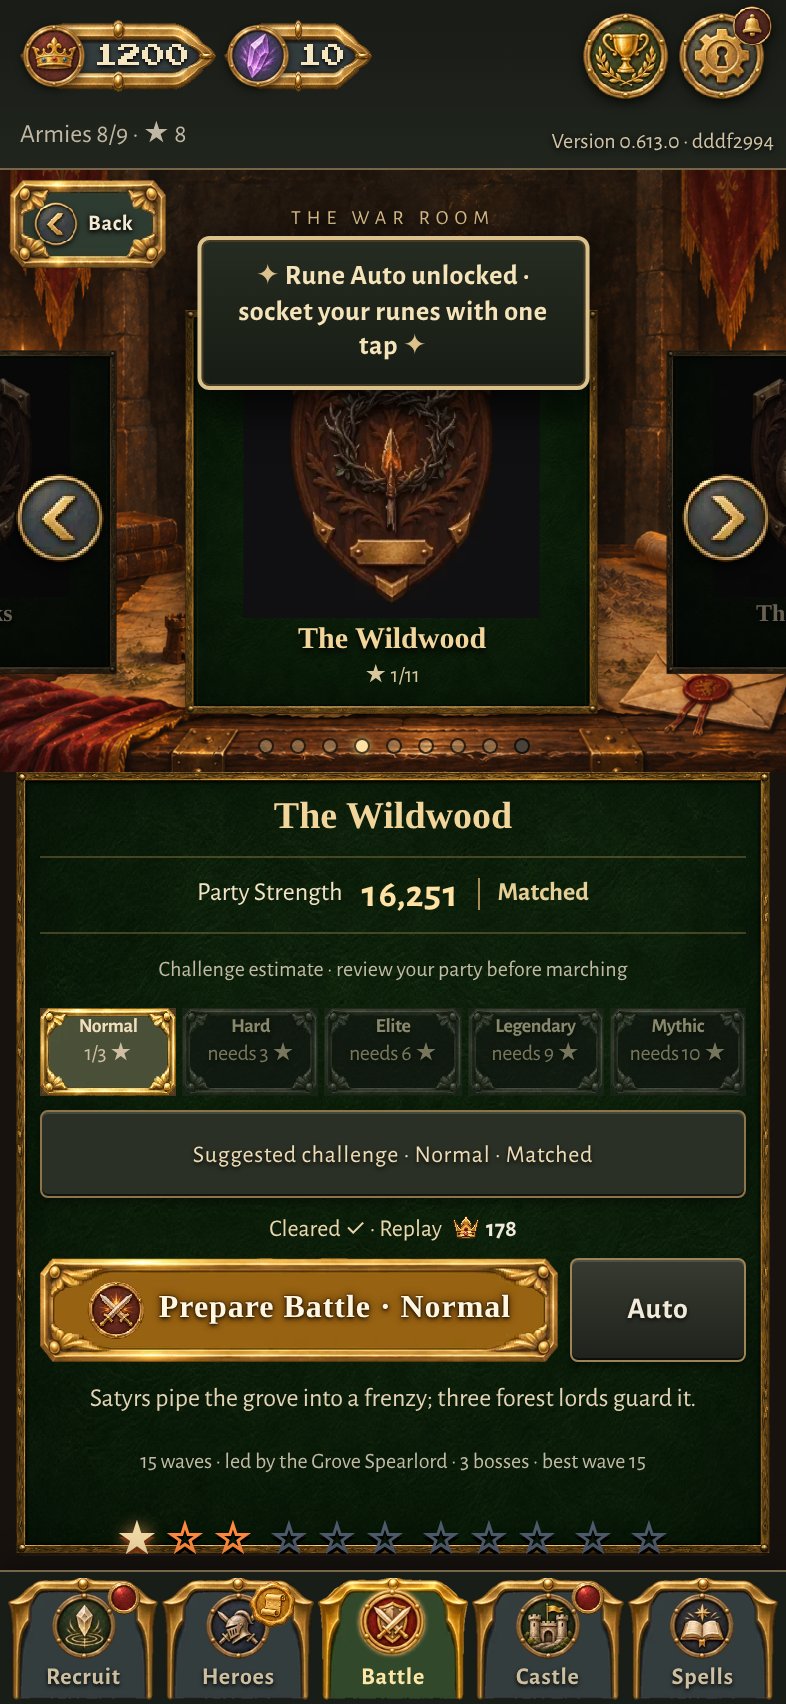 1200
10
Armies 8/9 · ★ 8
Version 0.613.0 · dddf2994
Back
THE WAR ROOM
✦ Rune Auto unlocked ·
socket your runes with one
tap ✦
ks
The Wildwood
Th
★ 1/11
The Wildwood
Party Strength 16,251 | Matched
Challenge estimate · review your party before marching
Normal
1/3 ★
Hard
needs 3 ★
Elite
needs 6 ★
Legendary
needs 9 ★
Mythic
needs 10 ★
Suggested challenge · Normal · Matched
Cleared ✓ · Replay 178
Prepare Battle · Normal
Auto
Satyrs pipe the grove into a frenzy; three forest lords guard it.
15 waves · led by the Grove Spearlord · 3 bosses · best wave 15
Recruit
Heroes
Battle
Castle
Spells